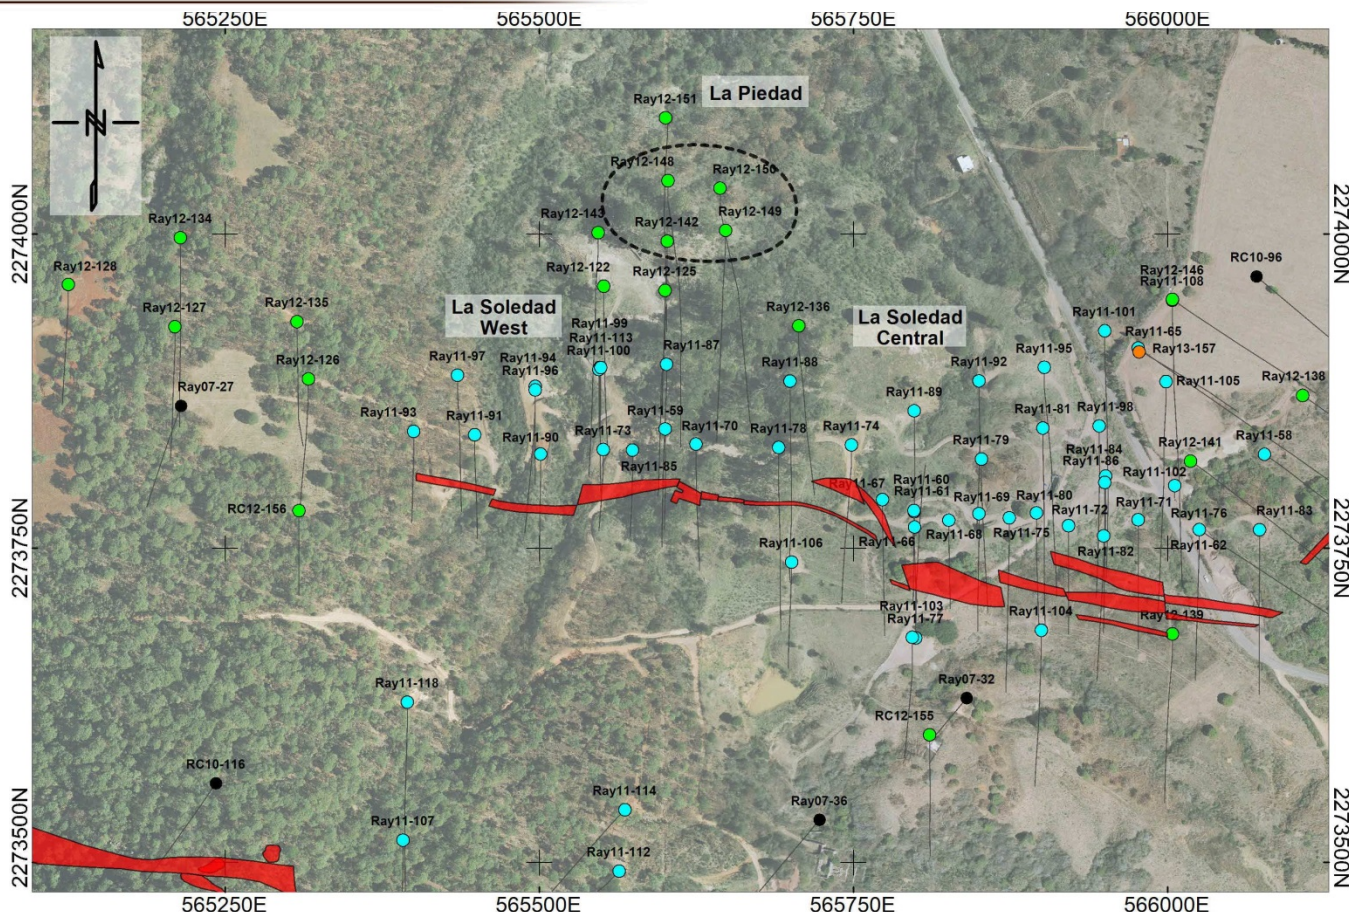 565250E
565500E
565750E
566000E
N
La Piedad
Ray12-151
Ray12-148
Ray12-150
2274000N
2274000N
Ray12-134
Ray12-143
Ray12-142
Ray12-149
Ray12-128
Ray12-122
Ray12-125
Ray12-146
Ray11-108
RC10-96
Ray12-127
Ray12-135
La Soledad
West
Ray12-136
La Soledad
Central
Ray11-101
Ray11-99
Ray11-113
Ray11-100
Ray11-65
Ray13-157
Ray12-126
Ray11-97
Ray11-94
Ray11-96
Ray11-87
Ray11-88
Ray11-92
Ray11-95
Ray11-105
Ray12-138
Ray07-27
Ray11-93
Ray11-91
Ray11-59
Ray11-89
Ray11-81
Ray11-98
Ray11-90
Ray11-73
Ray11-70
Ray11-78
Ray11-74
Ray11-79
Ray12-141
Ray11-58
Ray11-85
Ray11-84
Ray11-86
Ray11-102
Ray11-67
Ray11-60
Ray11-61
Ray11-69
Ray11-80
Ray11-71
RC12-156
Ray11-72
Ray11-76
Ray11-83
Ray11-66
Ray11-68
Ray11-75
Ray11-62
2273750N
2273750N
Ray11-106
Ray11-82
Ray11-103
Ray11-77
Ray11-104
Ray12-139
Ray11-118
Ray07-32
RC12-155
RC10-116
Ray11-114
Ray07-36
Ray11-107
Ray11-112
2273500N
2273500N
565250E
565500E
565750E
566000E